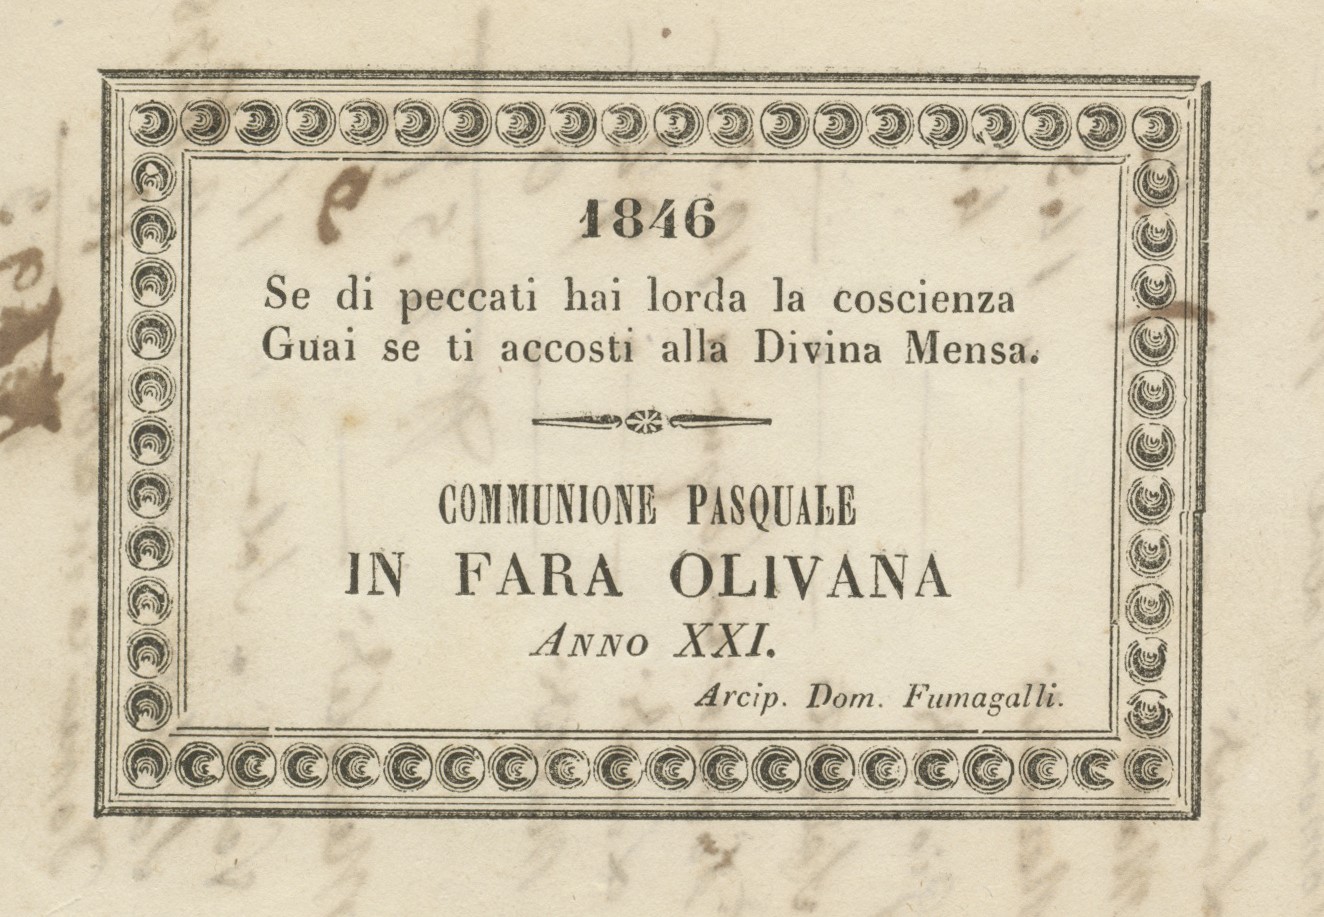 1846
Se di peccati hai lorda la coscienza
Guai se ti accosti alla Divina Mensa.
COMMUNIONE PASQUALE
IN FARA OLIVANA
ANNO XXI.
Arcip. Dom. Fumagalli.